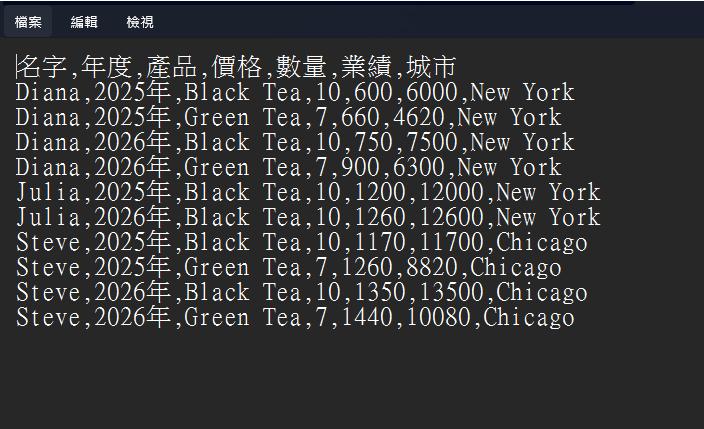 檔案 編輯 檢視
名字,年度,產品,價格,數量,業績,城市
Diana,2025年,Black Tea,10,600,6000,New York
Diana,2025年,Green Tea,7,660,4620,New York
Diana,2026年,Black Tea,10,750,7500,New York
Diana,2026年,Green Tea,7,900,6300,New York
Julia,2025年,Black Tea,10,1200,12000,New York
Julia,2026年,Black Tea,10,1260,12600,New York
Steve,2025年,Black Tea,10,1170,11700,Chicago
Steve,2025年,Green Tea,7,1260,8820,Chicago
Steve,2026年,Black Tea,10,1350,13500,Chicago
Steve,2026年,Green Tea,7,1440,10080,Chicago